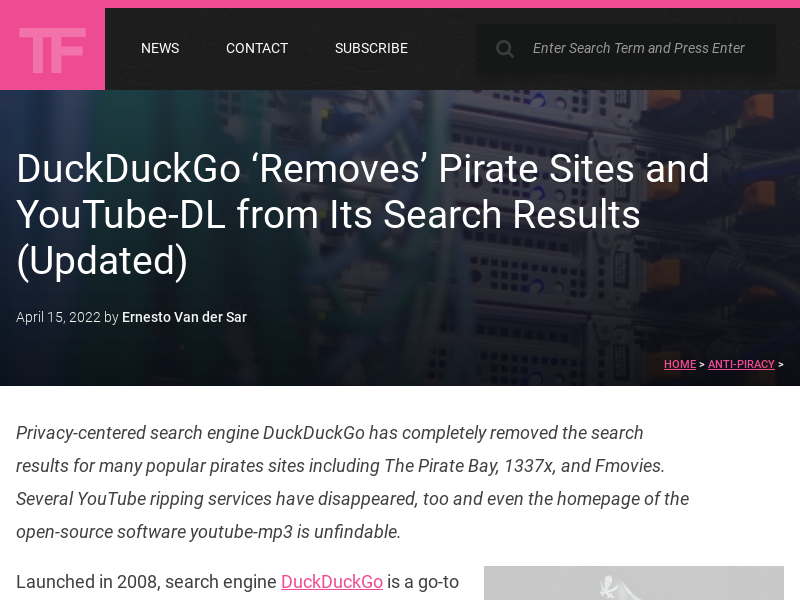 TF
NEWS
CONTACT
SUBSCRIBE
Enter Search Term and Press Enter
DuckDuckGo ‘Removes’ Pirate Sites and
YouTube-DL from Its Search Results
(Updated)
April 15, 2022 by Ernesto Van der Sar
HOME > ANTI-PIRACY >
Privacy-centered search engine DuckDuckGo has completely removed the search
results for many popular pirates sites including The Pirate Bay, 1337x, and Fmovies.
Several YouTube ripping services have disappeared, too and even the homepage of the
open-source software youtube-mp3 is unfindable.
Launched in 2008, search engine DuckDuckGo is a go-to